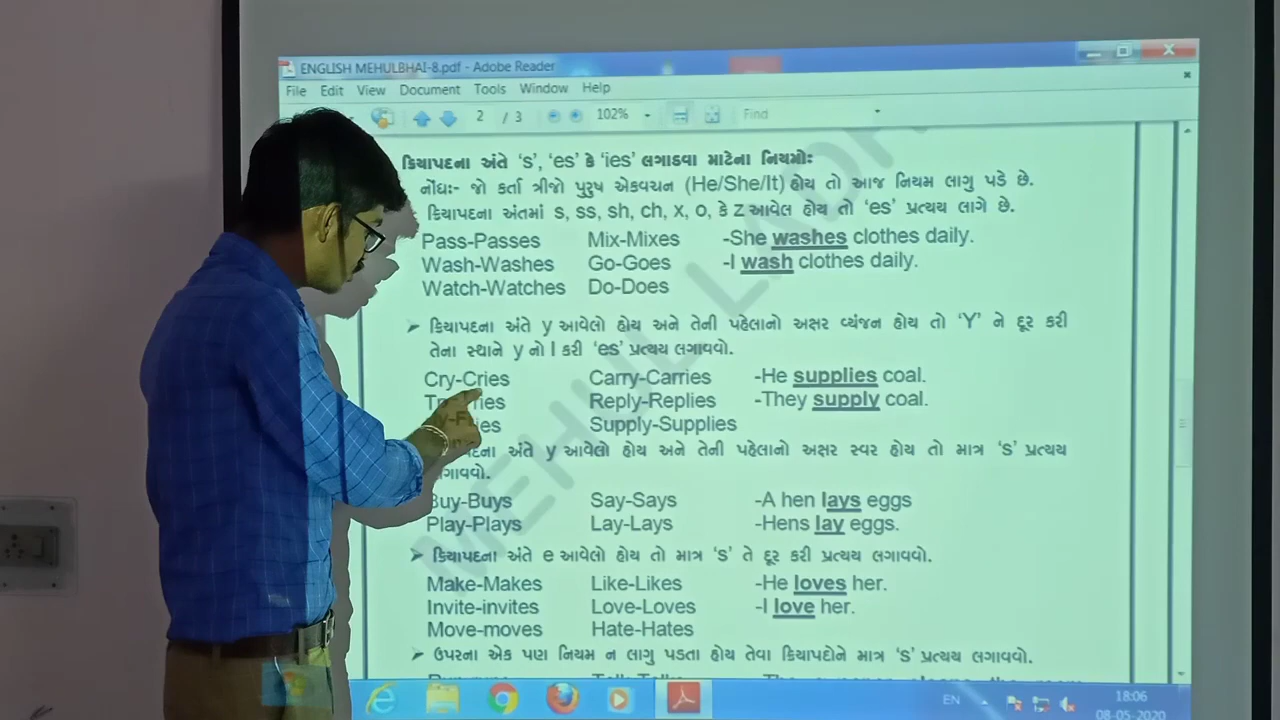 ENGLISH MEHULBHAI-8.pdf - Adobe Reader
File Edit View Document Tools Window Help
2 / 3 102% Find
ક્રિયાપદના અંતે 's', 'es' કે 'ies' લગાડવા માટેના નિયમોઃ
નોંધઃ- જો કર્તા ત્રીજો પુરુષ એકવચન (He/She/It) હોય તો આજ નિયમ લાગુ પડે છે.
ક્રિયાપદના અંતમાં s, ss, sh, ch, x, o, કે z આવેલ હોય તો 'es' પ્રત્યય લાગે છે.
Pass-Passes Mix-Mixes -She washes clothes daily.
Wash-Washes Go-Goes -I wash clothes daily.
Watch-Watches Do-Does
➢ ક્રિયાપદના અંતે y આવેલો હોય અને તેની પહેલાનો અક્ષર વ્યંજન હોય તો 'Y' ને દૂર કરી
તેના સ્થાને y નો I કરી 'es' પ્રત્યય લગાવવો.
Cry-Cries Carry-Carries -He supplies coal.
Reply-Replies -They supply coal.
Supply-Supplies
અંતે y આવેલો હોય અને તેની પહેલાનો અક્ષર સ્વર હોય તો માત્ર 's' પ્રત્યય
Buy-Buys Say-Says -A hen lays eggs
Play-Plays Lay-Lays -Hens lay eggs.
➢ ક્રિયાપદના અંતે e આવેલો હોય તો માત્ર 's' તે દૂર કરી પ્રત્યય લગાવવો.
Make-Makes Like-Likes -He loves her.
Invite-invites Love-Loves -I love her.
Move-moves Hate-Hates
➢ ઉપરના એક પણ નિયમ ન લાગુ પડતા હોય તેવા ક્રિયાપદોને માત્ર 's' પ્રત્યય લગાવવો.
EN 18:06
08-05-2020